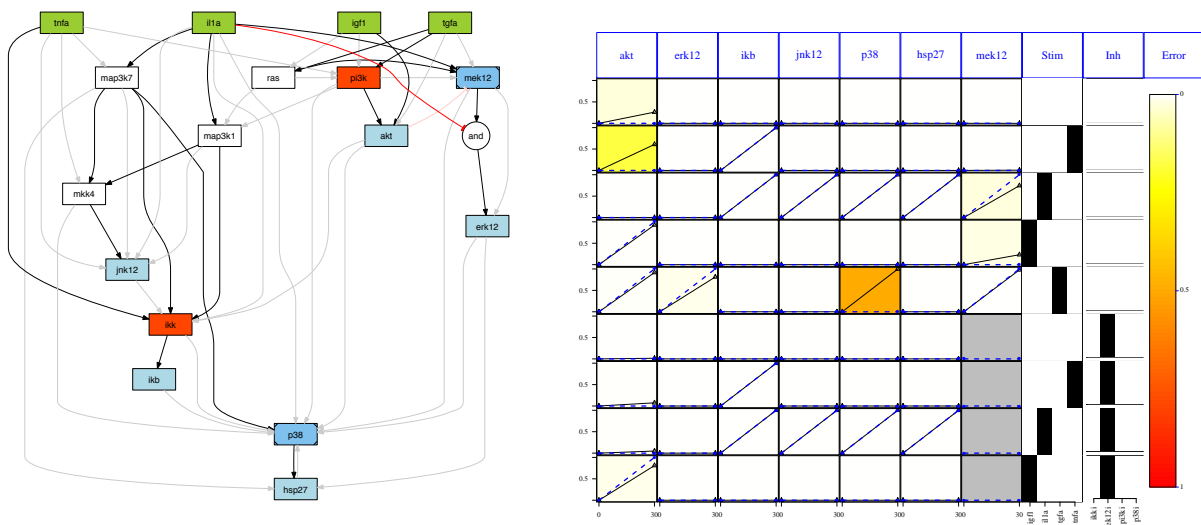 tnfa
il1a
igf1
tgfa
map3k7
ras
pi3k
mek12
map3k1
akt
and
mkk4
erk12
jnk12
ikk
ikb
p38
hsp27
akt erk12 ikb jnk12 p38 hsp27 mek12 Stim Inh Error
0.5
0.5
0.5
0.5
0.5
0.5
0.5
0.5
0.5
0
0.5
1
0 300 300 300 300 300 300 30
igf1
il1a
tgfa
tnfa
ikki
ek12i
pi3ki
p38i